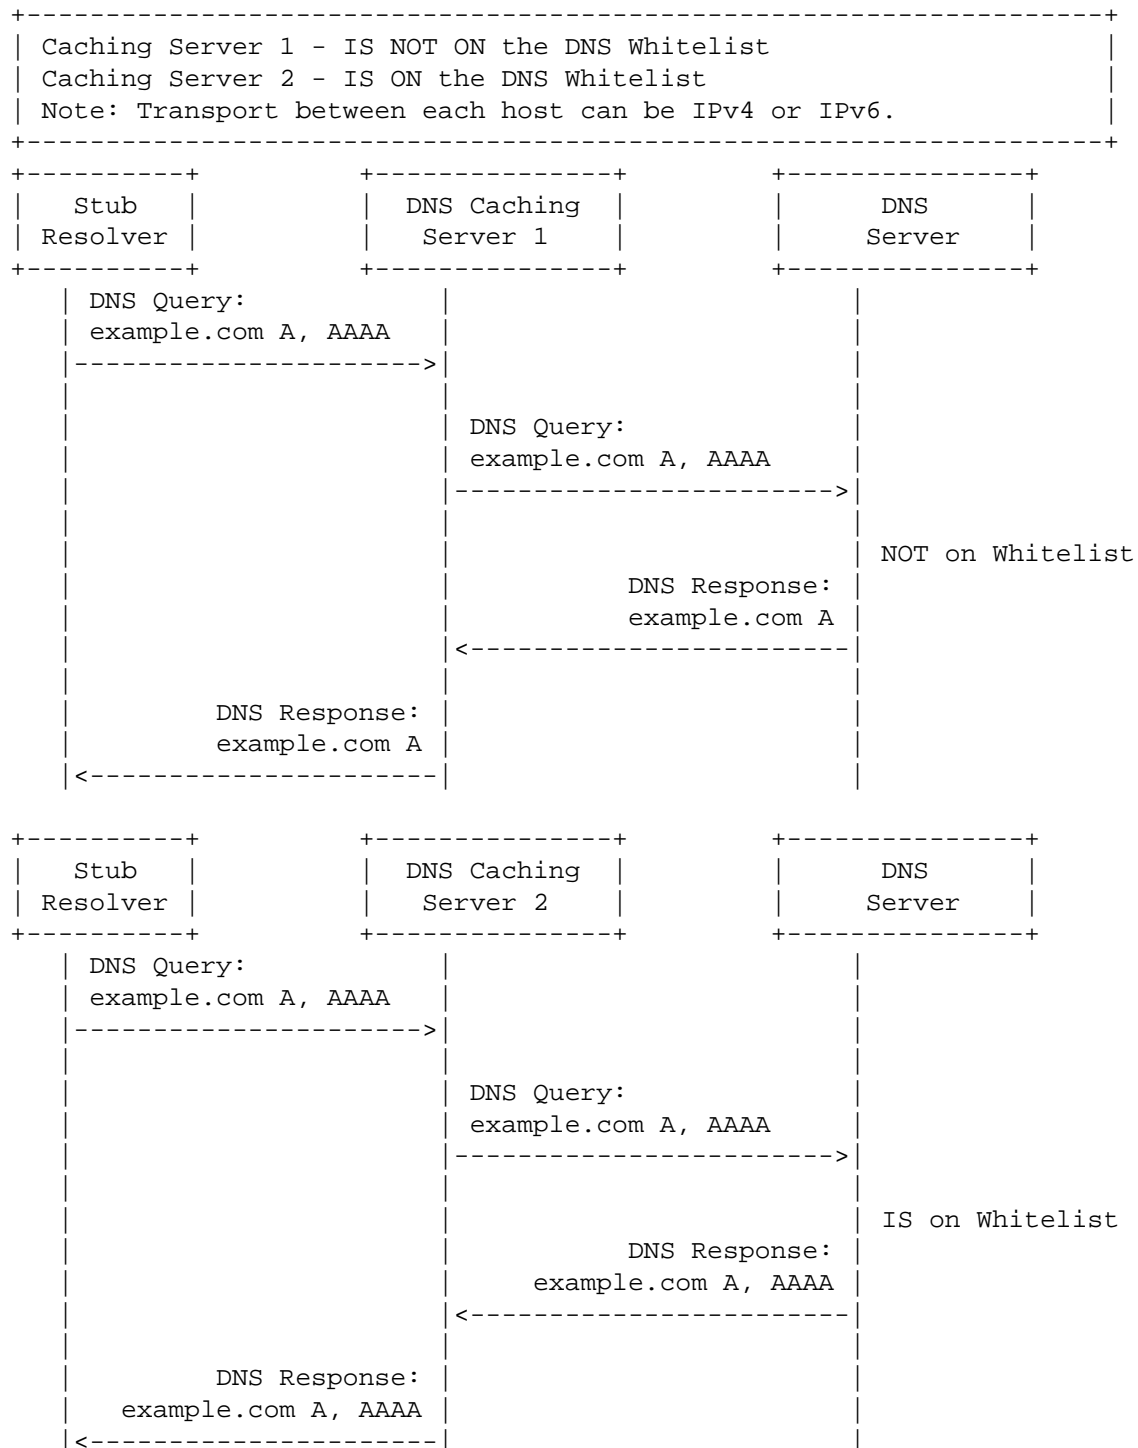 Caching Server 1 - IS NOT ON the DNS Whitelist
Caching Server 2 - IS ON the DNS Whitelist
Note: Transport between each host can be IPv4 or IPv6.
Stub DNS Caching DNS
Resolver Server 1 Server
DNS Query:
example.com A, AAAA
DNS Query:
example.com A, AAAA
NOT on Whitelist
DNS Response:
example.com A
DNS Response:
example.com A
Stub DNS Caching DNS
Resolver Server 2 Server
DNS Query:
example.com A, AAAA
DNS Query:
example.com A, AAAA
IS on Whitelist
DNS Response:
example.com A, AAAA
DNS Response:
example.com A, AAAA